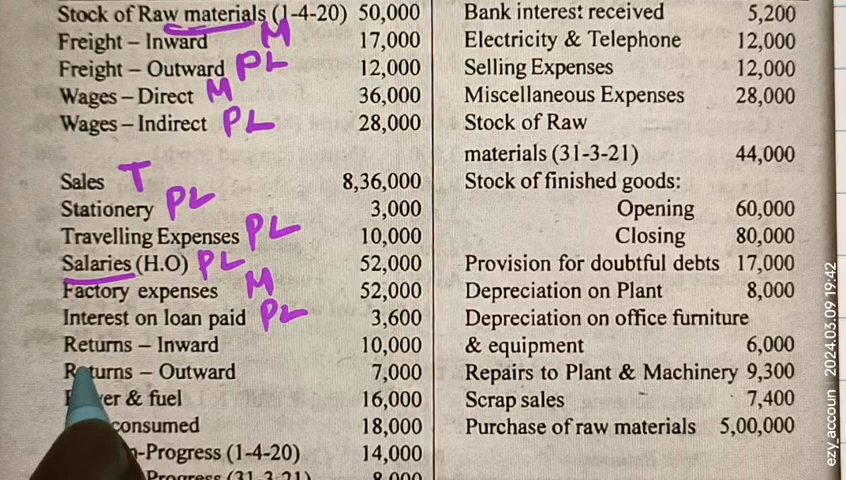 Stock of Raw materials (1-4-20) 50,000
Freight – Inward M 17,000
Freight – Outward PL 12,000
Wages – Direct M 36,000
Wages – Indirect PL 28,000
Sales T 8,36,000
Stationery PL 3,000
Travelling Expenses PL 10,000
Salaries (H.O) PL 52,000
Factory expenses M 52,000
Interest on loan paid PL 3,600
Returns – Inward 10,000
Returns – Outward 7,000
& fuel 16,000
consumed 18,000
-Progress (1-4-20) 14,000
Progress (31-3-21) 8,000
Bank interest received 5,200
Electricity & Telephone 12,000
Selling Expenses 12,000
Miscellaneous Expenses 28,000
Stock of Raw
materials (31-3-21) 44,000
Stock of finished goods:
Opening 60,000
Closing 80,000
Provision for doubtful debts 17,000
Depreciation on Plant 8,000
Depreciation on office furniture
& equipment 6,000
Repairs to Plant & Machinery 9,300
Scrap sales 7,400
Purchase of raw materials 5,00,000
ezy_accoun 2024.03.09 19:42